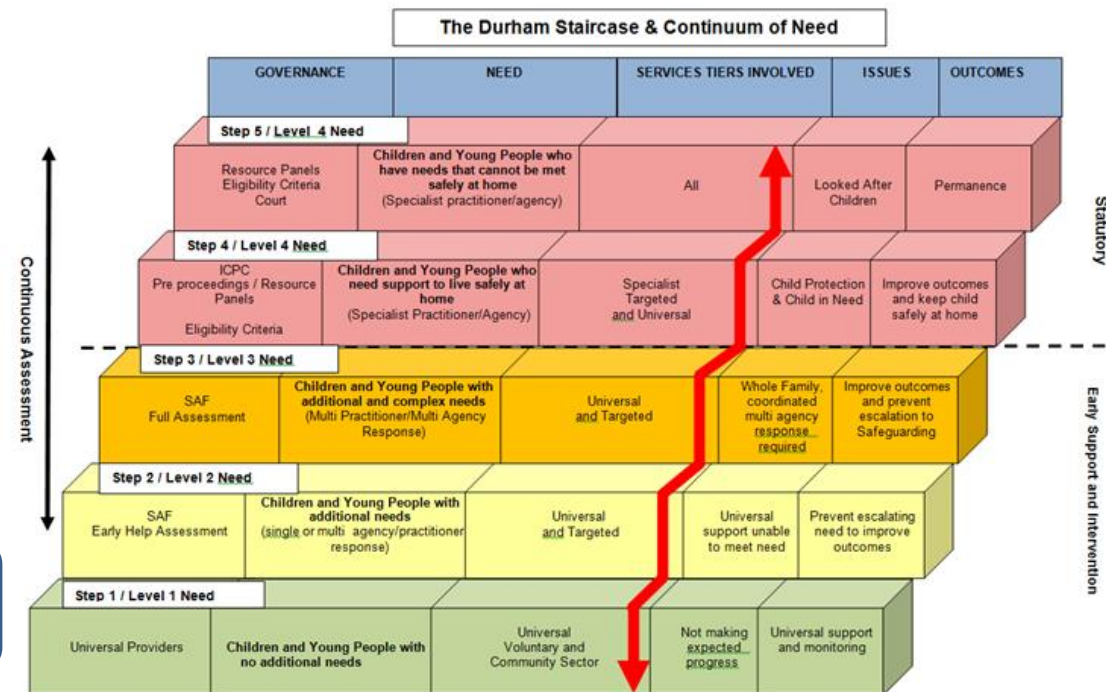 The Durham Staircase & Continuum of Need
GOVERNANCE
NEED
SERVICES TIERS INVOLVED
ISSUES
OUTCOMES
Step 5 / Level 4 Need
Resource Panels
Eligibility Criteria
Court
Children and Young People who
have needs that cannot be met
safely at home
(Specialist practitioner/agency)
All
Looked After
Children
Permanence
Step 4 / Level 4 Need
ICPC
Pre proceedings / Resource
Panels
Eligibility Criteria
Children and Young People who
need support to live safely at
home
(Specialist Practitioner/Agency)
Specialist
Targeted
and Universal
Child Protection
& Child in Need
Improve outcomes
and keep child
safely at home
Step 3 / Level 3 Need
SAF
Full Assessment
Children and Young People with
additional and complex needs
(Multi Practitioner/Multi Agency
Response)
Universal
and Targeted
Whole Family,
coordinated
multi agency
response
required
Improve outcomes
and prevent
escalation to
Safeguarding
Step 2 / Level 2 Need
SAF
Early Help Assessment
Children and Young People with
additional needs
(single or multi agency/practitioner
response)
Universal
and Targeted
Universal
support unable
to meet need
Prevent escalating
need to improve
outcomes
Step 1 / Level 1 Need
Universal Providers
Children and Young People with
no additional needs
Universal
Voluntary and
Community Sector
Not making
expected
progress
Universal support
and monitoring
Continuous Assessment
Statutory
Early Support and Intervention